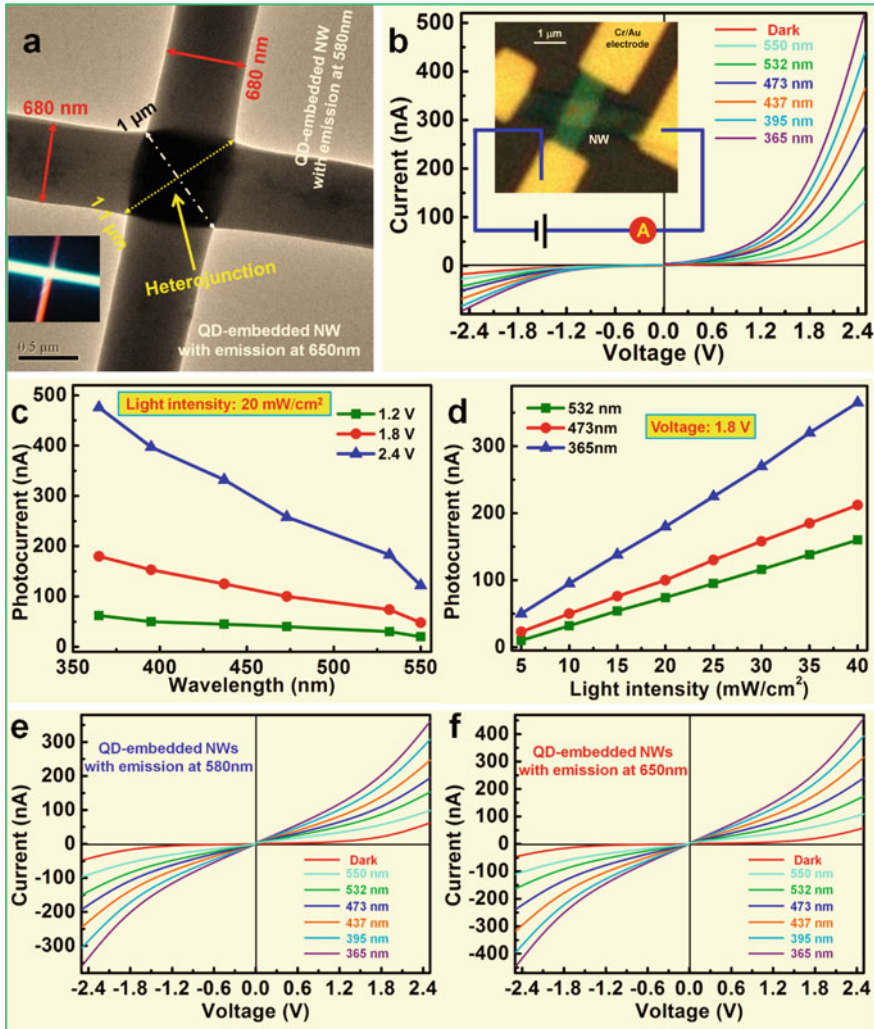 a
680 nm
680 nm
1 µm
1.1 µm
QD-embedded NW
with emission at 580nm
Heterojunction
QD-embedded NW
with emission at 650nm
0.5 µm
b
500
400
300
200
100
0
Current (nA)
1 µm
Cr/Au
electrode
NW
A
Dark
550 nm
532 nm
473 nm
437 nm
395 nm
365 nm
-2.4 -1.8 -1.2 -0.6 0.0 0.6 1.2 1.8 2.4
Voltage (V)
c
500
400
300
200
100
0
Photocurrent (nA)
Light intensity: 20 mW/cm²
1.2 V
1.8 V
2.4 V
350 400 450 500 550
Wavelength (nm)
d
300
200
100
0
Photocurrent (nA)
532 nm
473nm
365nm
Voltage: 1.8 V
5 10 15 20 25 30 35 40
Light intensity (mW/cm²)
e
300
200
100
0
-100
-200
-300
Current (nA)
QD-embedded NWs
with emission at 580nm
Dark
550 nm
532 nm
473 nm
437 nm
395 nm
365 nm
-2.4 -1.8 -1.2 -0.6 0.0 0.6 1.2 1.8 2.4
Voltage (V)
f
400
300
200
100
0
-100
-200
-300
-400
Current (nA)
QD-embedded NWs
with emission at 650nm
Dark
550 nm
532 nm
473 nm
437 nm
395 nm
365 nm
-2.4 -1.8 -1.2 -0.6 0.0 0.6 1.2 1.8 2.4
Voltage (V)